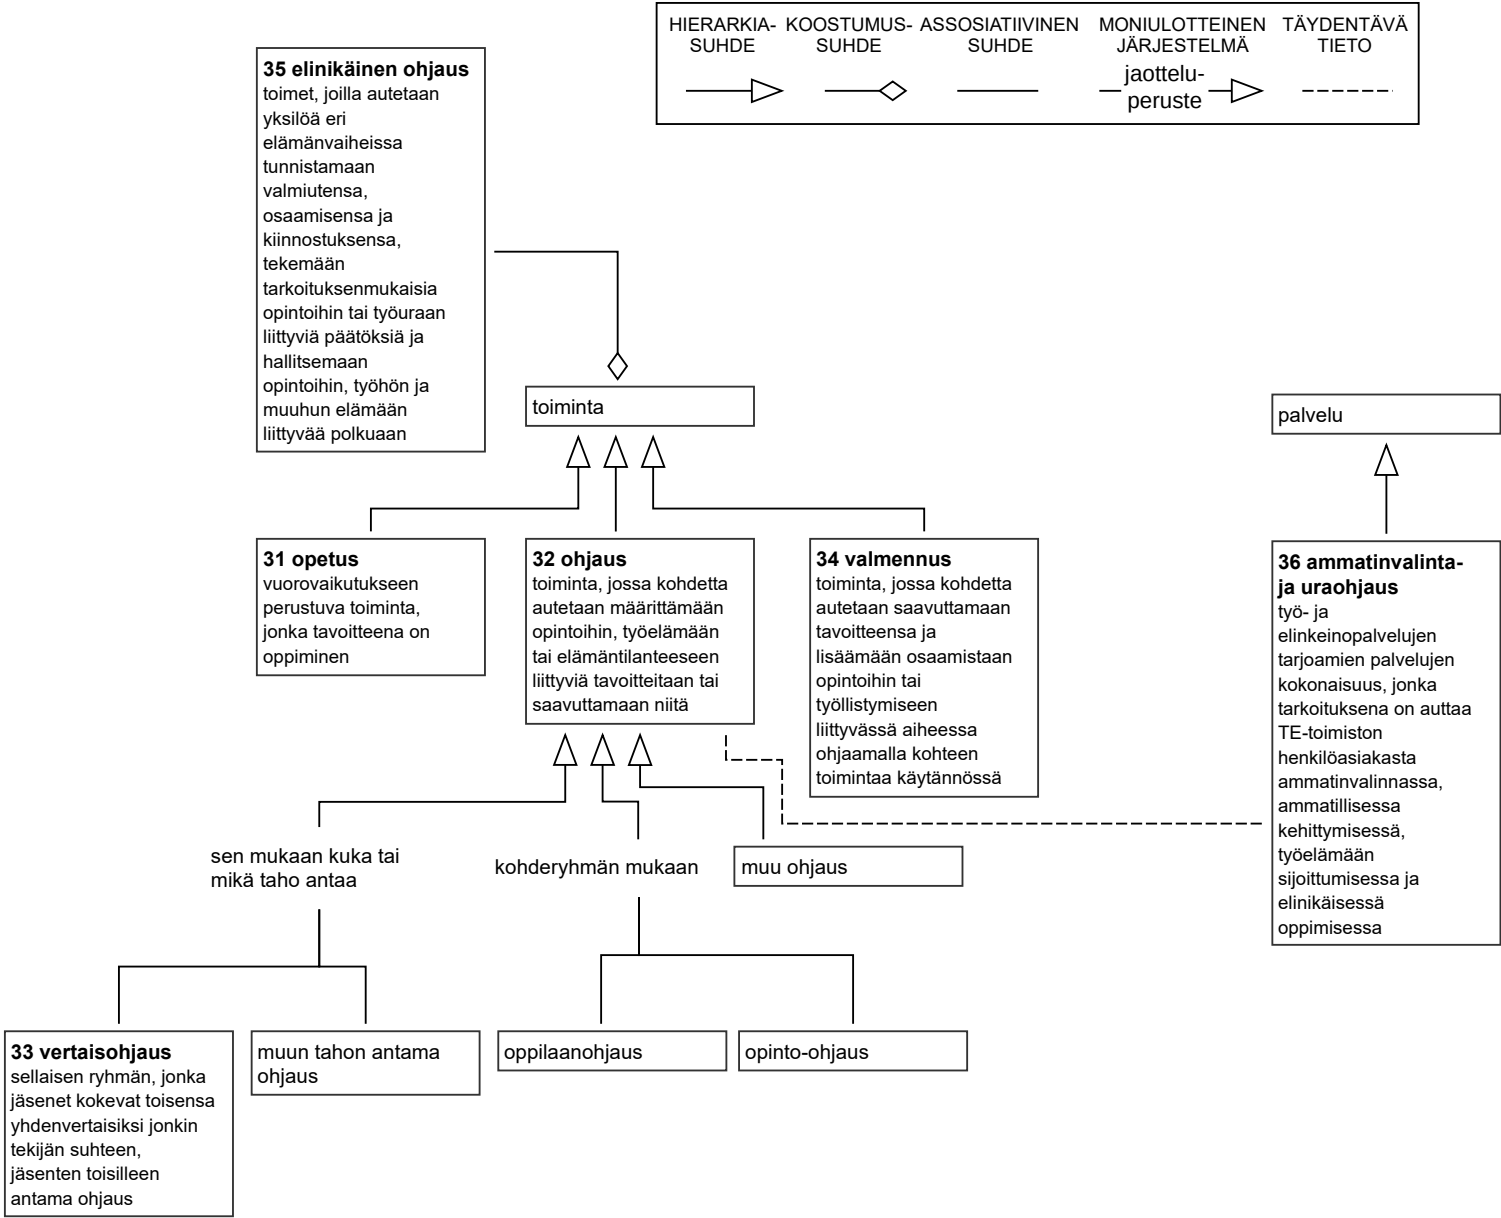 HIERARKIA-
SUHDE
KOOSTUMUS-
SUHDE
ASSOSIATIIVINEN
SUHDE
MONIULOTTEINEN
JÄRJESTELMÄ
jaottelu-
peruste
TÄYDENTÄVÄ
TIETO
35 elinikäinen ohjaus
toimet, joilla autetaan
yksilöä eri
elämänvaiheissa
tunnistamaan
valmiutensa,
osaamisensa ja
kiinnostuksensa,
tekemään
tarkoituksenmukaisia
opintoihin tai työuraan
liittyviä päätöksiä ja
hallitsemaan
opintoihin, työhön ja
muuhun elämään
liittyvää polkuaan
toiminta
palvelu
31 opetus
vuorovaikutukseen
perustuva toiminta,
jonka tavoitteena on
oppiminen
32 ohjaus
toiminta, jossa kohdetta
autetaan määrittämään
opintoihin, työelämään
tai elämäntilanteeseen
liittyviä tavoitteitaan tai
saavuttamaan niitä
34 valmennus
toiminta, jossa kohdetta
autetaan saavuttamaan
tavoitteensa ja
lisäämään osaamistaan
opintoihin tai
työllistymiseen
liittyvässä aiheessa
ohjaamalla kohteen
toimintaa käytännössä
36 ammatinvalinta-
ja uraohjaus
työ- ja
elinkeinopalvelujen
tarjoamien palvelujen
kokonaisuus, jonka
tarkoituksena on auttaa
TE-toimiston
henkilöasiakasta
ammatinvalinnassa,
ammatillisessa
kehittymisessä,
työelämään
sijoittumisessa ja
elinikäisessä
oppimisessa
sen mukaan kuka tai
mikä taho antaa
kohderyhmän mukaan
muu ohjaus
33 vertaisohjaus
sellaisen ryhmän, jonka
jäsenet kokevat toisensa
yhdenvertaisiksi jonkin
tekijän suhteen,
jäsenten toisilleen
antama ohjaus
muun tahon antama
ohjaus
oppilaanohjaus
opinto-ohjaus